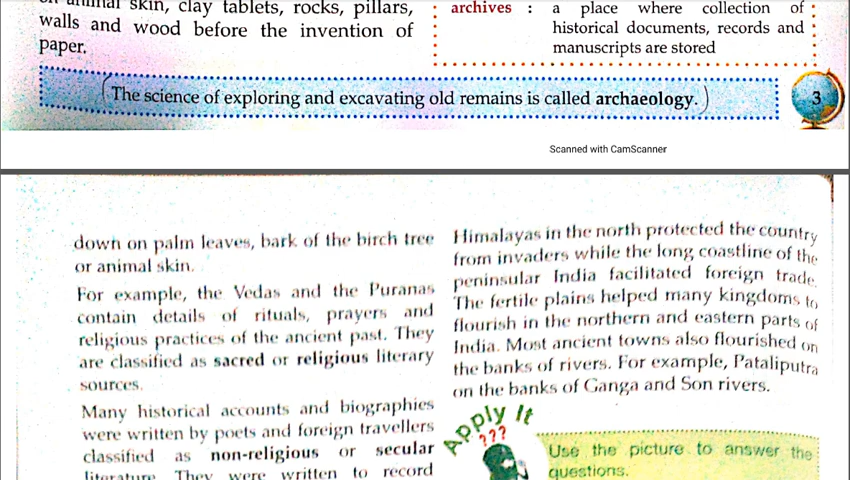 on animal skin, clay tablets, rocks, pillars,
walls and wood before the invention of
paper.
archives : a place where collection of
historical documents, records and
manuscripts are stored
The science of exploring and excavating old remains is called archaeology.
3
Scanned with CamScanner
down on palm leaves, bark of the birch tree
or animal skin.
For example, the Vedas and the Puranas
contain details of rituals, prayers and
religious practices of the ancient past. They
are classified as sacred or religious literary
sources.
Many historical accounts and biographies
were written by poets and foreign travellers
classified as non-religious or secular
literature. They were written to record
Himalayas in the north protected the country
from invaders while the long coastline of the
peninsular India facilitated foreign trade.
The fertile plains helped many kingdoms to
flourish in the northern and eastern parts of
India. Most ancient towns also flourished on
the banks of rivers. For example, Pataliputra
on the banks of Ganga and Son rivers.
Apply It
???
Use the picture to answer the
questions.